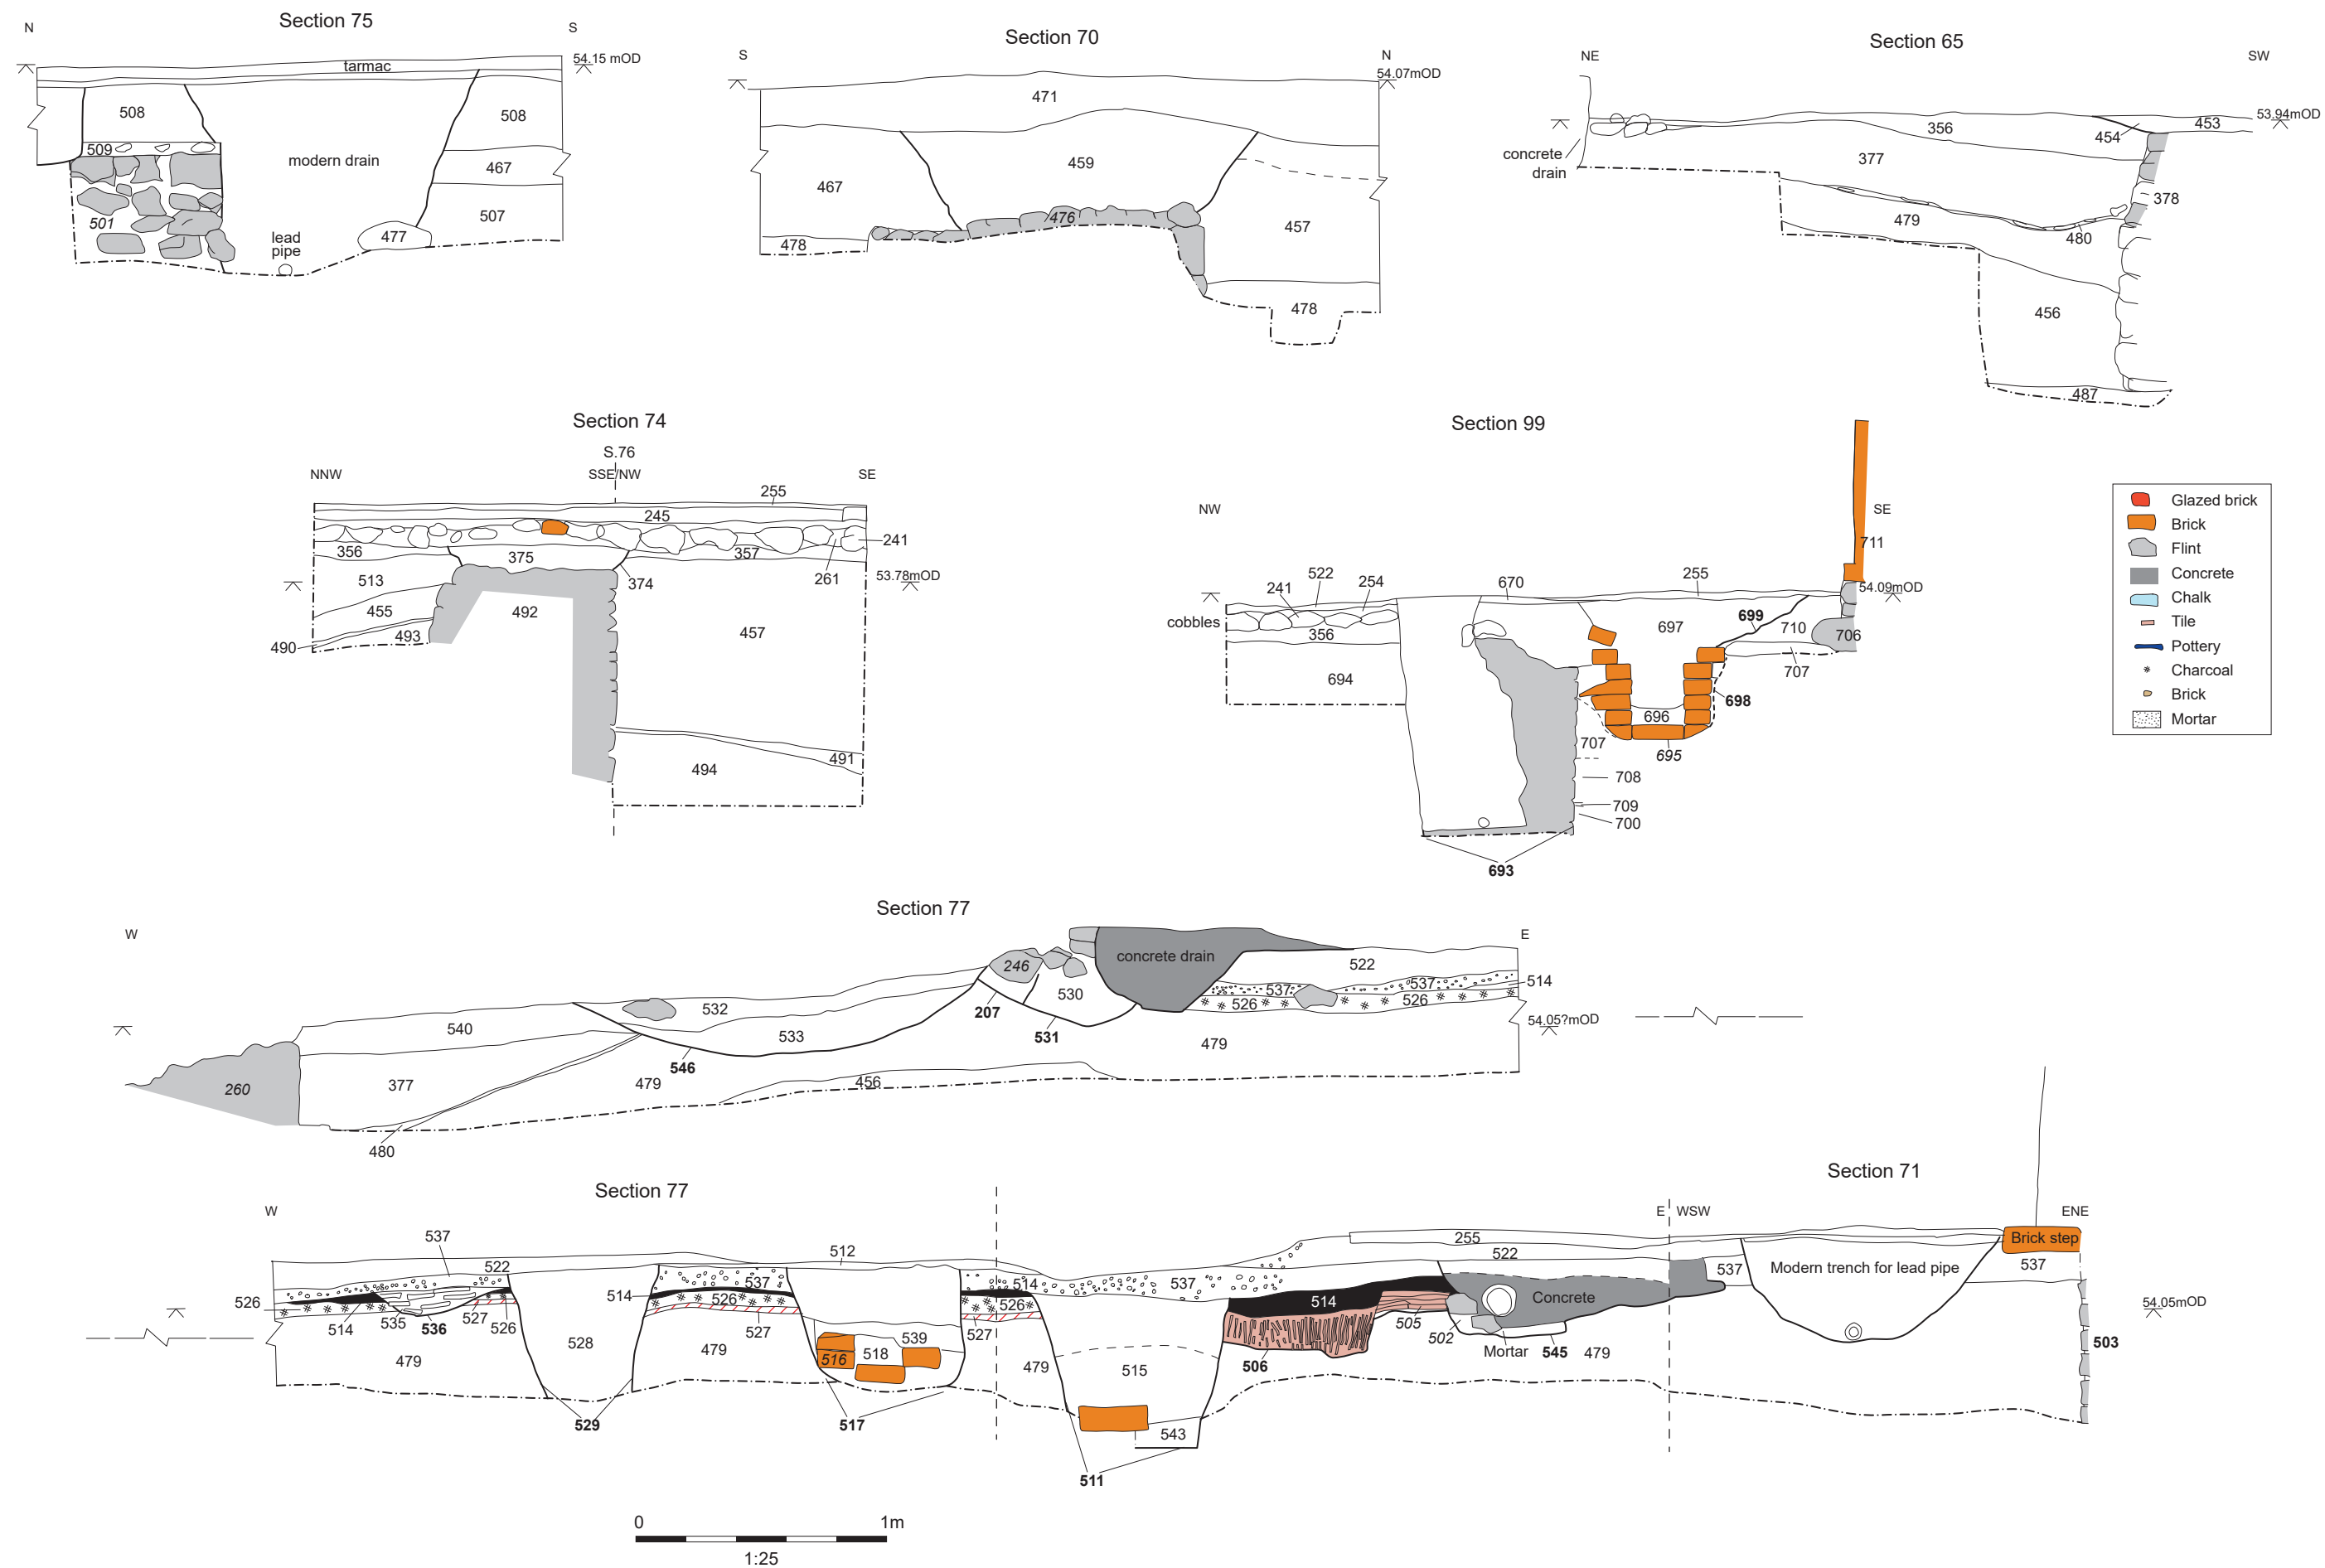 Section 75
N
S
54.15 mOD
tarmac
508
508
509
modern drain
467
501
507
477
lead
pipe
Section 70
S
N
54.07mOD
471
459
467
476
457
478
478
Section 65
NE
SW
53.94mOD
453
454
356
377
concrete
drain
378
479
480
456
487
Section 74
S.76
NNW
SSE/NW
SE
255
245
241
356
375
357
261
374
53.78mOD
513
455
492
457
490
493
491
494
Section 99
NW
SE
711
241
522
254
670
255
54.09mOD
cobbles
356
697
699
710
706
707
694
698
696
707
695
708
709
700
693
Glazed brick
Brick
Flint
Concrete
Chalk
Tile
Pottery
Charcoal
Brick
Mortar
Section 77
W
E
246
concrete drain
522
530
537
537
514
526
526
532
207
54.05?mOD
540
533
531
479
546
377
479
456
260
480
Section 77
Section 71
W
E
WSW
ENE
537
512
255
Brick step
522
522
537
514
537
537
Modern trench for lead pipe
537
526
514
526
526
514
Concrete
54.05mOD
514
535
536
527
526
527
527
505
502
528
539
503
479
479
516
518
479
515
506
Mortar
545
479
529
517
543
511
0
1m
1:25